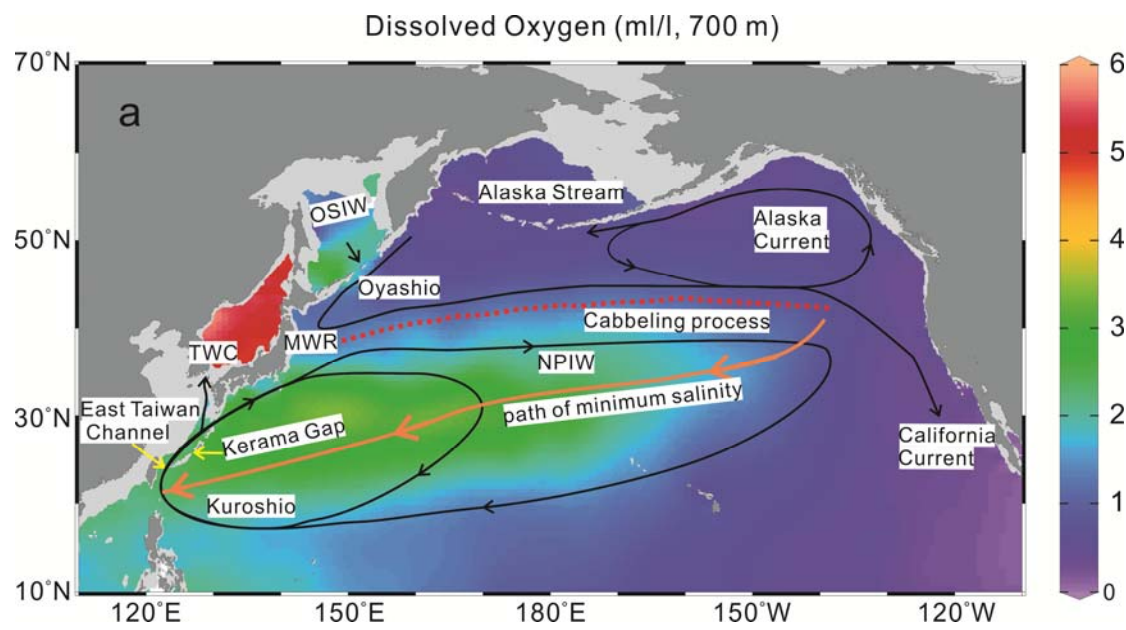 Dissolved Oxygen (ml/l, 700 m)
70°N
a
6
5
4
3
2
1
0
50°N
30°N
10°N
OSIW
Alaska Stream
Alaska
Current
Oyashio
Cabbeling process
TWC
MWR
NPIW
path of minimum salinity
East Taiwan
Channel
Kerama Gap
California
Current
Kuroshio
120°E
150°E
180°E
150°W
120°W